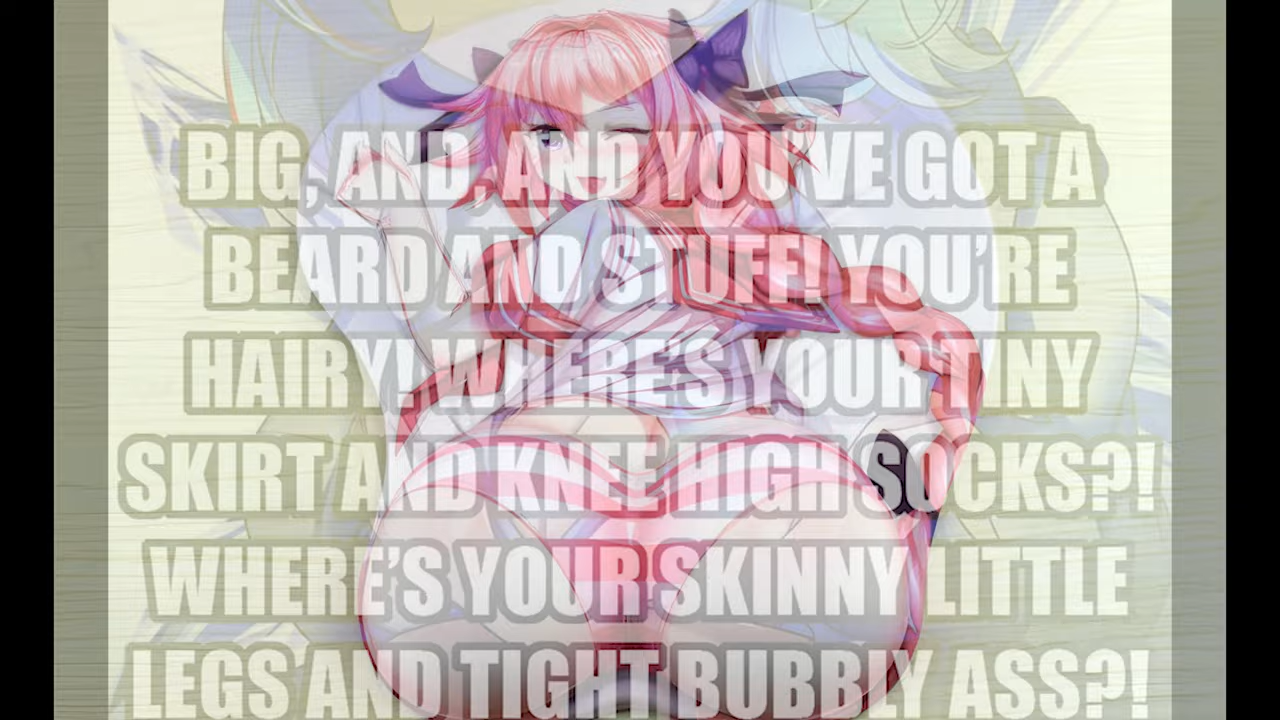 BIG, AND, AND YOU'VE GOT A
BEARD AND STUFF! YOU'RE
HAIRY! WHERE'S YOUR TINY
SKIRT AND KNEE HIGH SOCKS?!
WHERE'S YOUR SKINNY LITTLE
LEGS AND TIGHT BUBBLY ASS?!